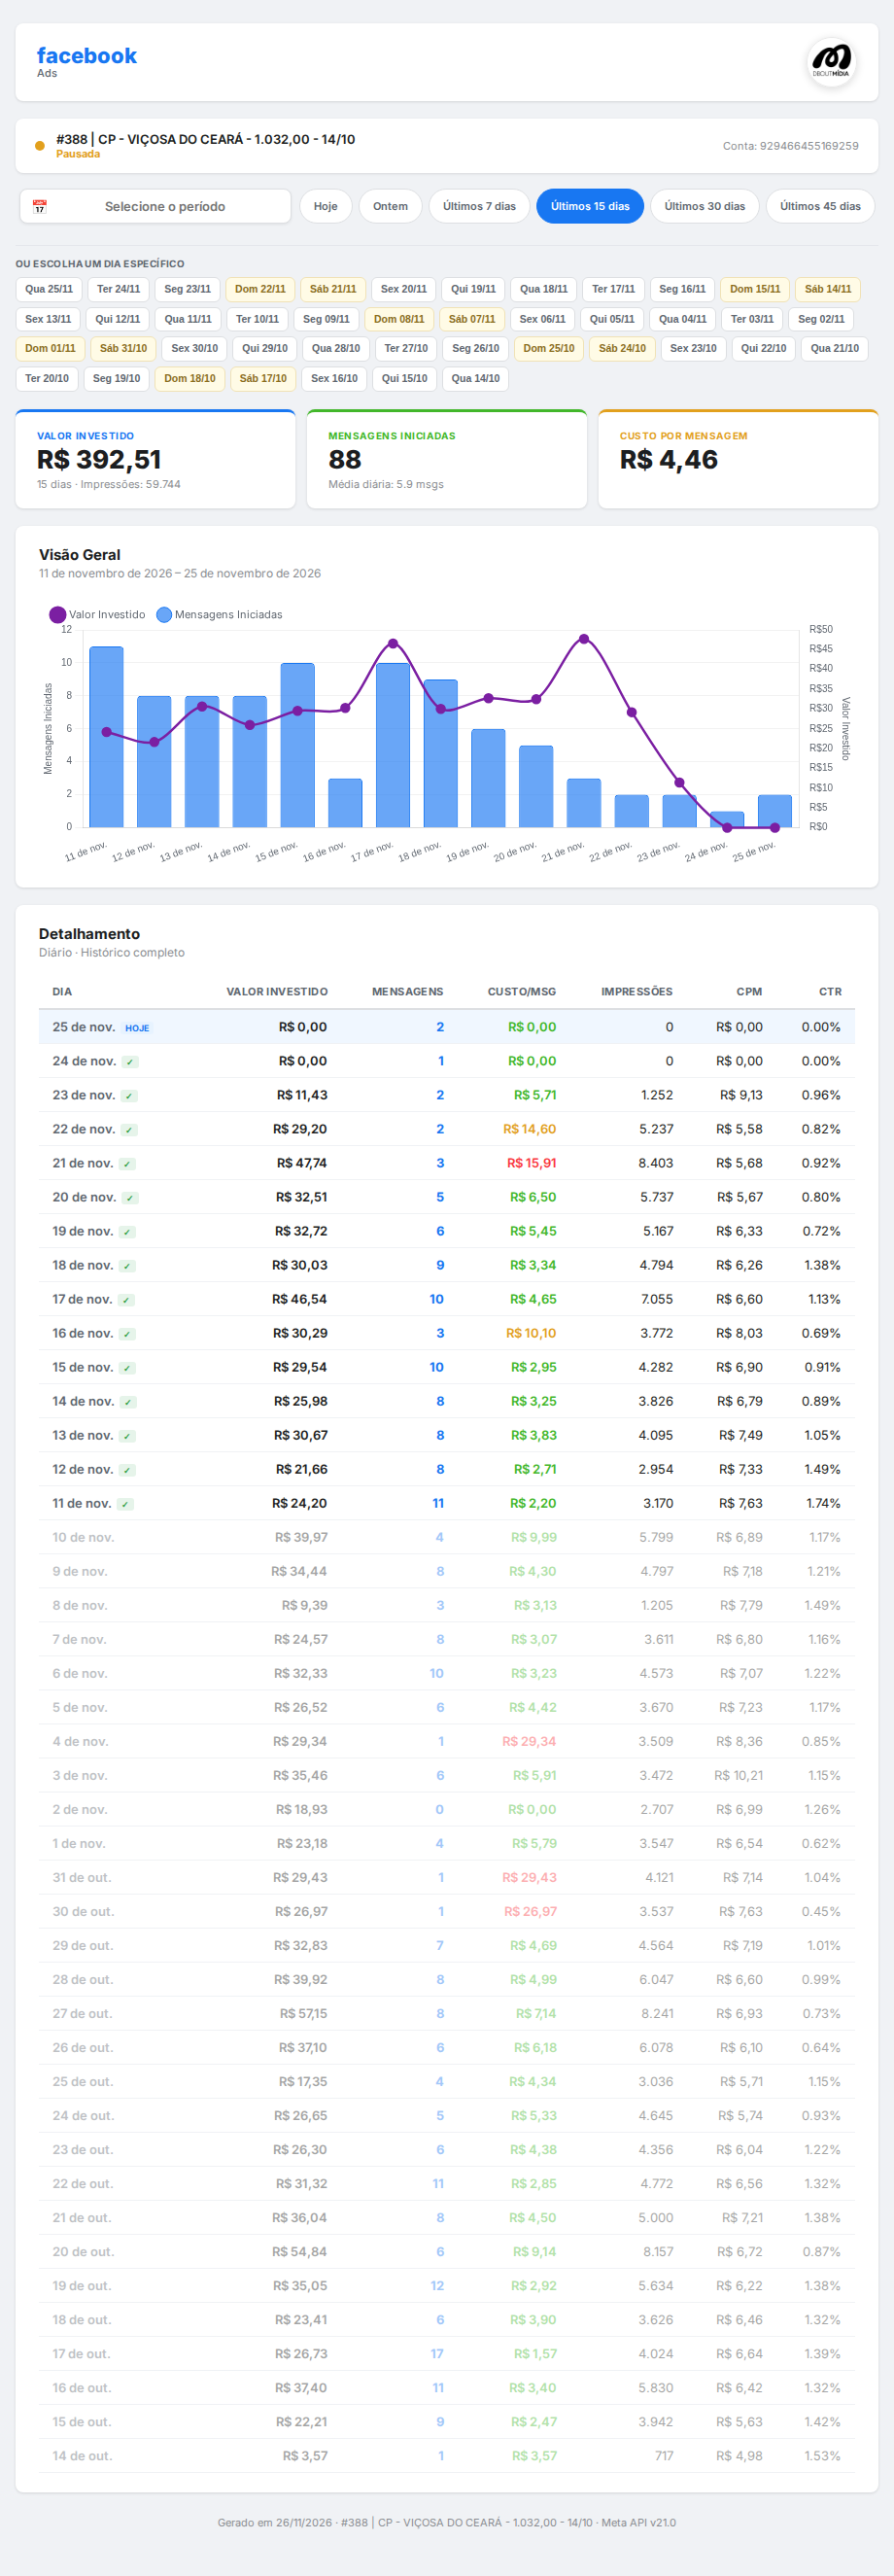 facebook
Ads
DBOUTMÍDIA
#388 | CP - VIÇOSA DO CEARÁ - 1.032,00 - 14/10
Pausada
Conta: 929466455169259
Selecione o período Hoje Ontem Últimos 7 dias Últimos 15 dias Últimos 30 dias Últimos 45 dias
OU ESCOLHA UM DIA ESPECÍFICO
Qua 25/11 Ter 24/11 Seg 23/11 Dom 22/11 Sáb 21/11 Sex 20/11 Qui 19/11 Qua 18/11 Ter 17/11 Seg 16/11 Dom 15/11 Sáb 14/11
Sex 13/11 Qui 12/11 Qua 11/11 Ter 10/11 Seg 09/11 Dom 08/11 Sáb 07/11 Sex 06/11 Qui 05/11 Qua 04/11 Ter 03/11 Seg 02/11
Dom 01/11 Sáb 31/10 Sex 30/10 Qui 29/10 Qua 28/10 Ter 27/10 Seg 26/10 Dom 25/10 Sáb 24/10 Sex 23/10 Qui 22/10 Qua 21/10
Ter 20/10 Seg 19/10 Dom 18/10 Sáb 17/10 Sex 16/10 Qui 15/10 Qua 14/10
VALOR INVESTIDO
R$ 392,51
15 dias · Impressões: 59.744
MENSAGENS INICIADAS
88
Média diária: 5.9 msgs
CUSTO POR MENSAGEM
R$ 4,46
Visão Geral
11 de novembro de 2026 – 25 de novembro de 2026
Valor Investido Mensagens Iniciadas
Mensagens Iniciadas
12
10
8
6
4
2
0
R$50
R$45
R$40
R$35
R$30
R$25
R$20
R$15
R$10
R$5
R$0
Valor Investido
11 de nov. 12 de nov. 13 de nov. 14 de nov. 15 de nov. 16 de nov. 17 de nov. 18 de nov. 19 de nov. 20 de nov. 21 de nov. 22 de nov. 23 de nov. 24 de nov. 25 de nov.
Detalhamento
Diário · Histórico completo
DIA VALOR INVESTIDO MENSAGENS CUSTO/MSG IMPRESSÕES CPM CTR
25 de nov. HOJE R$ 0,00 2 R$ 0,00 0 R$ 0,00 0.00%
24 de nov. ✓ R$ 0,00 1 R$ 0,00 0 R$ 0,00 0.00%
23 de nov. ✓ R$ 11,43 2 R$ 5,71 1.252 R$ 9,13 0.96%
22 de nov. ✓ R$ 29,20 2 R$ 14,60 5.237 R$ 5,58 0.82%
21 de nov. ✓ R$ 47,74 3 R$ 15,91 8.403 R$ 5,68 0.92%
20 de nov. ✓ R$ 32,51 5 R$ 6,50 5.737 R$ 5,67 0.80%
19 de nov. ✓ R$ 32,72 6 R$ 5,45 5.167 R$ 6,33 0.72%
18 de nov. ✓ R$ 30,03 9 R$ 3,34 4.794 R$ 6,26 1.38%
17 de nov. ✓ R$ 46,54 10 R$ 4,65 7.055 R$ 6,60 1.13%
16 de nov. ✓ R$ 30,29 3 R$ 10,10 3.772 R$ 8,03 0.69%
15 de nov. ✓ R$ 29,54 10 R$ 2,95 4.282 R$ 6,90 0.91%
14 de nov. ✓ R$ 25,98 8 R$ 3,25 3.826 R$ 6,79 0.89%
13 de nov. ✓ R$ 30,67 8 R$ 3,83 4.095 R$ 7,49 1.05%
12 de nov. ✓ R$ 21,66 8 R$ 2,71 2.954 R$ 7,33 1.49%
11 de nov. ✓ R$ 24,20 11 R$ 2,20 3.170 R$ 7,63 1.74%
10 de nov. R$ 39,97 4 R$ 9,99 5.799 R$ 6,89 1.17%
9 de nov. R$ 34,44 8 R$ 4,30 4.797 R$ 7,18 1.21%
8 de nov. R$ 9,39 3 R$ 3,13 1.205 R$ 7,79 1.49%
7 de nov. R$ 24,57 8 R$ 3,07 3.611 R$ 6,80 1.16%
6 de nov. R$ 32,33 10 R$ 3,23 4.573 R$ 7,07 1.22%
5 de nov. R$ 26,52 6 R$ 4,42 3.670 R$ 7,23 1.17%
4 de nov. R$ 29,34 1 R$ 29,34 3.509 R$ 8,36 0.85%
3 de nov. R$ 35,46 6 R$ 5,91 3.472 R$ 10,21 1.15%
2 de nov. R$ 18,93 0 R$ 0,00 2.707 R$ 6,99 1.26%
1 de nov. R$ 23,18 4 R$ 5,79 3.547 R$ 6,54 0.62%
31 de out. R$ 29,43 1 R$ 29,43 4.121 R$ 7,14 1.04%
30 de out. R$ 26,97 1 R$ 26,97 3.537 R$ 7,63 0.45%
29 de out. R$ 32,83 7 R$ 4,69 4.564 R$ 7,19 1.01%
28 de out. R$ 39,92 8 R$ 4,99 6.047 R$ 6,60 0.99%
27 de out. R$ 57,15 8 R$ 7,14 8.241 R$ 6,93 0.73%
26 de out. R$ 37,10 6 R$ 6,18 6.078 R$ 6,10 0.64%
25 de out. R$ 17,35 4 R$ 4,34 3.036 R$ 5,71 1.15%
24 de out. R$ 26,65 5 R$ 5,33 4.645 R$ 5,74 0.93%
23 de out. R$ 26,30 6 R$ 4,38 4.356 R$ 6,04 1.22%
22 de out. R$ 31,32 11 R$ 2,85 4.772 R$ 6,56 1.32%
21 de out. R$ 36,04 8 R$ 4,50 5.000 R$ 7,21 1.38%
20 de out. R$ 54,84 6 R$ 9,14 8.157 R$ 6,72 0.87%
19 de out. R$ 35,05 12 R$ 2,92 5.634 R$ 6,22 1.38%
18 de out. R$ 23,41 6 R$ 3,90 3.626 R$ 6,46 1.32%
17 de out. R$ 26,73 17 R$ 1,57 4.024 R$ 6,64 1.39%
16 de out. R$ 37,40 11 R$ 3,40 5.830 R$ 6,42 1.32%
15 de out. R$ 22,21 9 R$ 2,47 3.942 R$ 5,63 1.42%
14 de out. R$ 3,57 1 R$ 3,57 717 R$ 4,98 1.53%
Gerado em 26/11/2026 · #388 | CP - VIÇOSA DO CEARÁ - 1.032,00 - 14/10 · Meta API v21.0